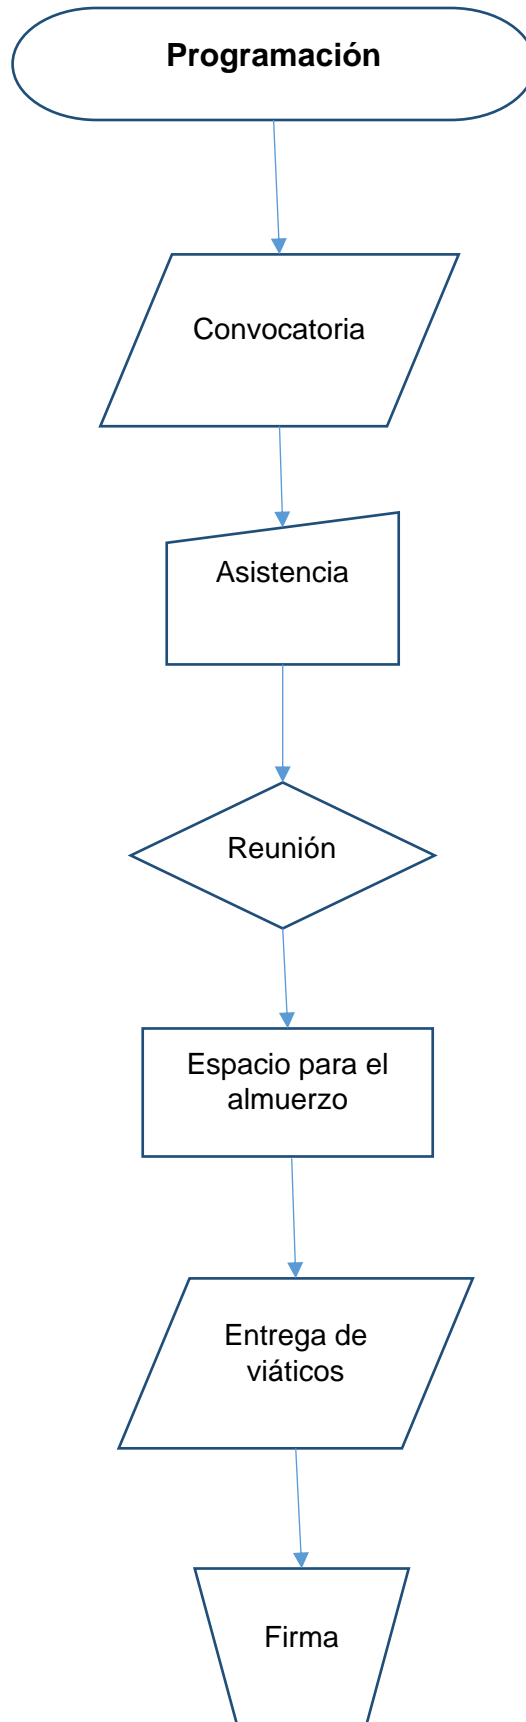 Programación
Convocatoria
Asistencia
Reunión
Espacio para el
almuerzo
Entrega de
viáticos
Firma